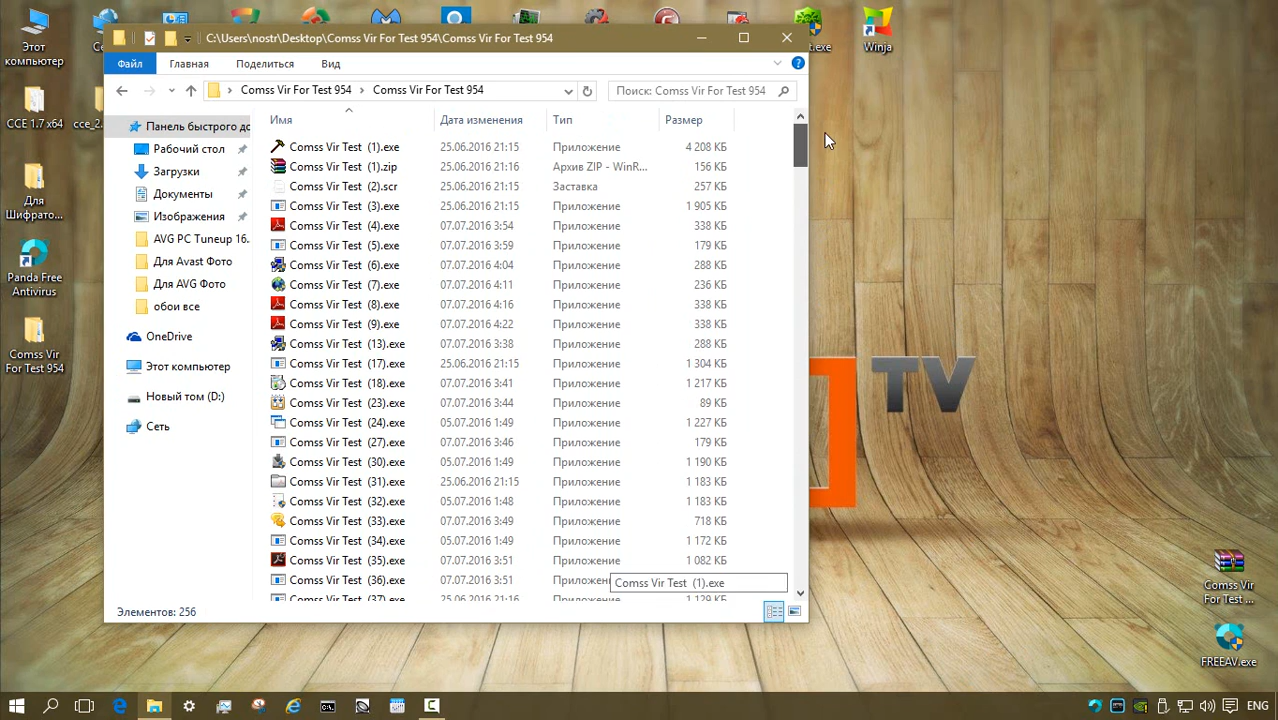 Этот
компьютер
Се
t.exe
Winja
C:\Users\nostr\Desktop\Comss Vir For Test 954\Comss Vir For Test 954
Файл
Главная
Поделиться
Вид
Comss Vir For Test 954
Comss Vir For Test 954
Поиск: Comss Vir For Test 954
Имя
Дата изменения
Тип
Размер
CCE 1.7 x64
cce_2.
Для
Шифрато...
Panda Free
Antivirus
Comss Vir
For Test 954
Панель быстрого до
Рабочий стол
Загрузки
Документы
Изображения
AVG PC Tuneup 16.
Для Avast Фото
Для AVG Фото
обои все
OneDrive
Этот компьютер
Новый том (D:)
Сеть
Comss Vir Test (1).exe 25.06.2016 21:15 Приложение 4 208 КБ
Comss Vir Test (1).zip 25.06.2016 21:16 Архив ZIP - WinR... 156 КБ
Comss Vir Test (2).scr 25.06.2016 21:15 Заставка 257 КБ
Comss Vir Test (3).exe 25.06.2016 21:15 Приложение 1 905 КБ
Comss Vir Test (4).exe 07.07.2016 3:54 Приложение 338 КБ
Comss Vir Test (5).exe 07.07.2016 3:59 Приложение 179 КБ
Comss Vir Test (6).exe 07.07.2016 4:04 Приложение 288 КБ
Comss Vir Test (7).exe 07.07.2016 4:11 Приложение 236 КБ
Comss Vir Test (8).exe 07.07.2016 4:16 Приложение 338 КБ
Comss Vir Test (9).exe 07.07.2016 4:22 Приложение 338 КБ
Comss Vir Test (13).exe 07.07.2016 3:38 Приложение 288 КБ
Comss Vir Test (17).exe 25.06.2016 21:15 Приложение 1 304 КБ
Comss Vir Test (18).exe 07.07.2016 3:41 Приложение 1 217 КБ
Comss Vir Test (23).exe 07.07.2016 3:44 Приложение 89 КБ
Comss Vir Test (24).exe 05.07.2016 1:49 Приложение 1 227 КБ
Comss Vir Test (27).exe 07.07.2016 3:46 Приложение 179 КБ
Comss Vir Test (30).exe 05.07.2016 1:49 Приложение 1 190 КБ
Comss Vir Test (31).exe 25.06.2016 21:15 Приложение 1 183 КБ
Comss Vir Test (32).exe 05.07.2016 1:48 Приложение 1 183 КБ
Comss Vir Test (33).exe 07.07.2016 3:49 Приложение 718 КБ
Comss Vir Test (34).exe 05.07.2016 1:49 Приложение 1 172 КБ
Comss Vir Test (35).exe 07.07.2016 3:51 Приложение 1 082 КБ
Comss Vir Test (36).exe 07.07.2016 3:51 Приложен
Comss Vir Test (1).exe
Comss Vir Test (37).exe 25.06.2016 21:16 Приложение 1 129 КБ
Элементов: 256
TV
Comss Vir
For Test ...
FREEAV.exe
ENG